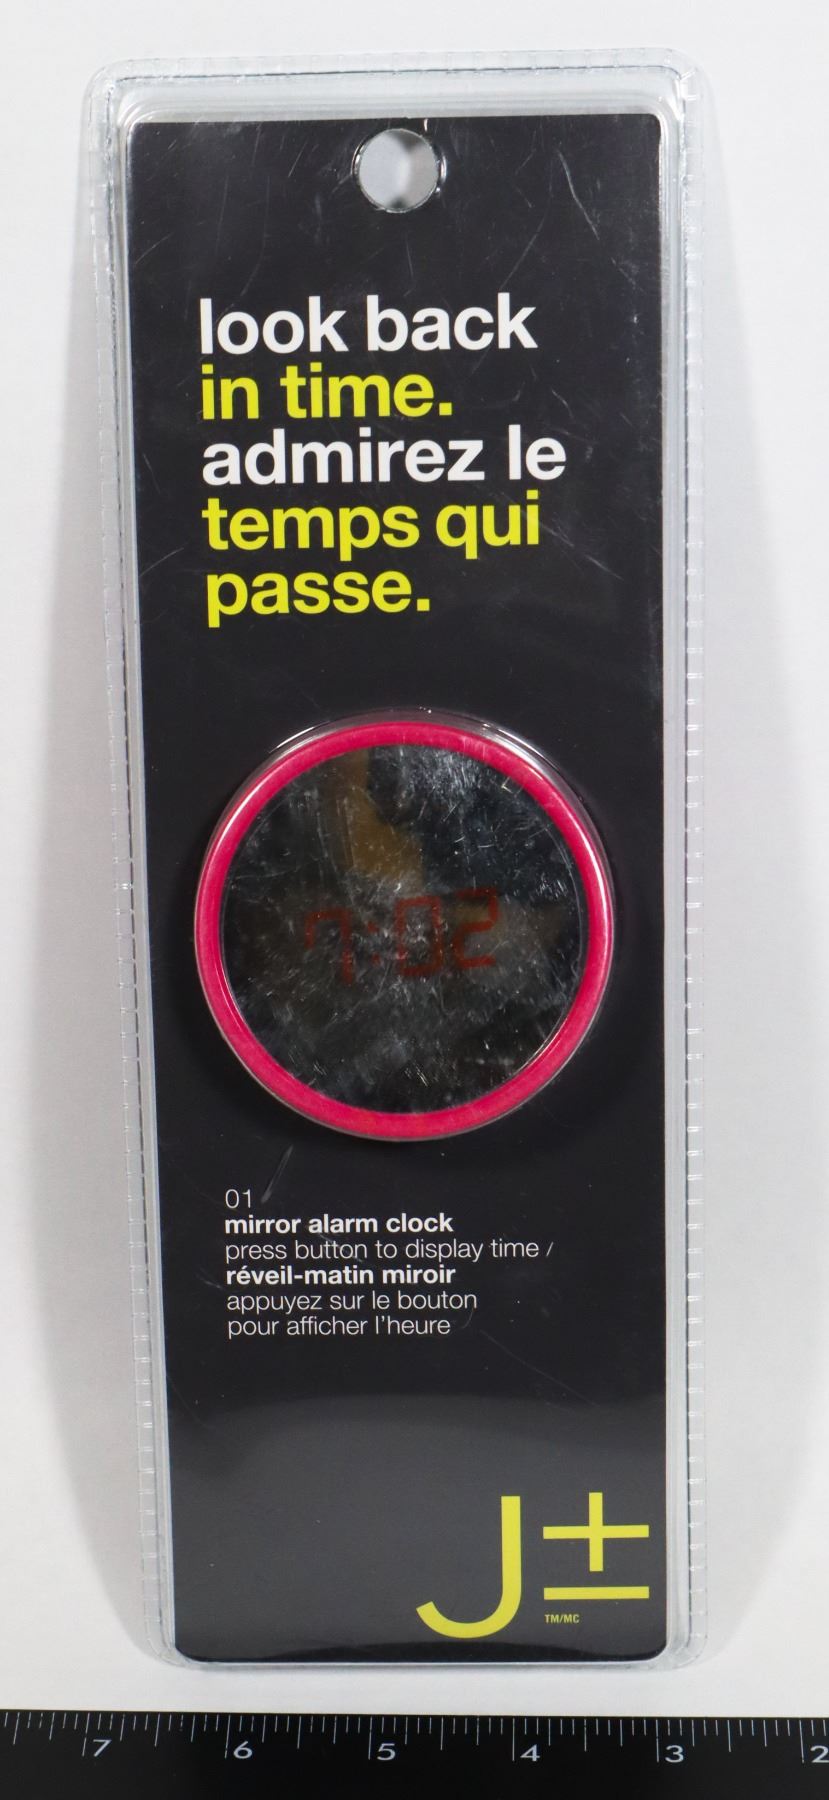 look back
in time.
admirez le
temps qui
passe.
7:02
01
mirror alarm clock
press button to display time /
réveil-matin miroir
appuyez sur le bouton
pour afficher l'heure
J±
TM/MC
7 6 5 4 3 2